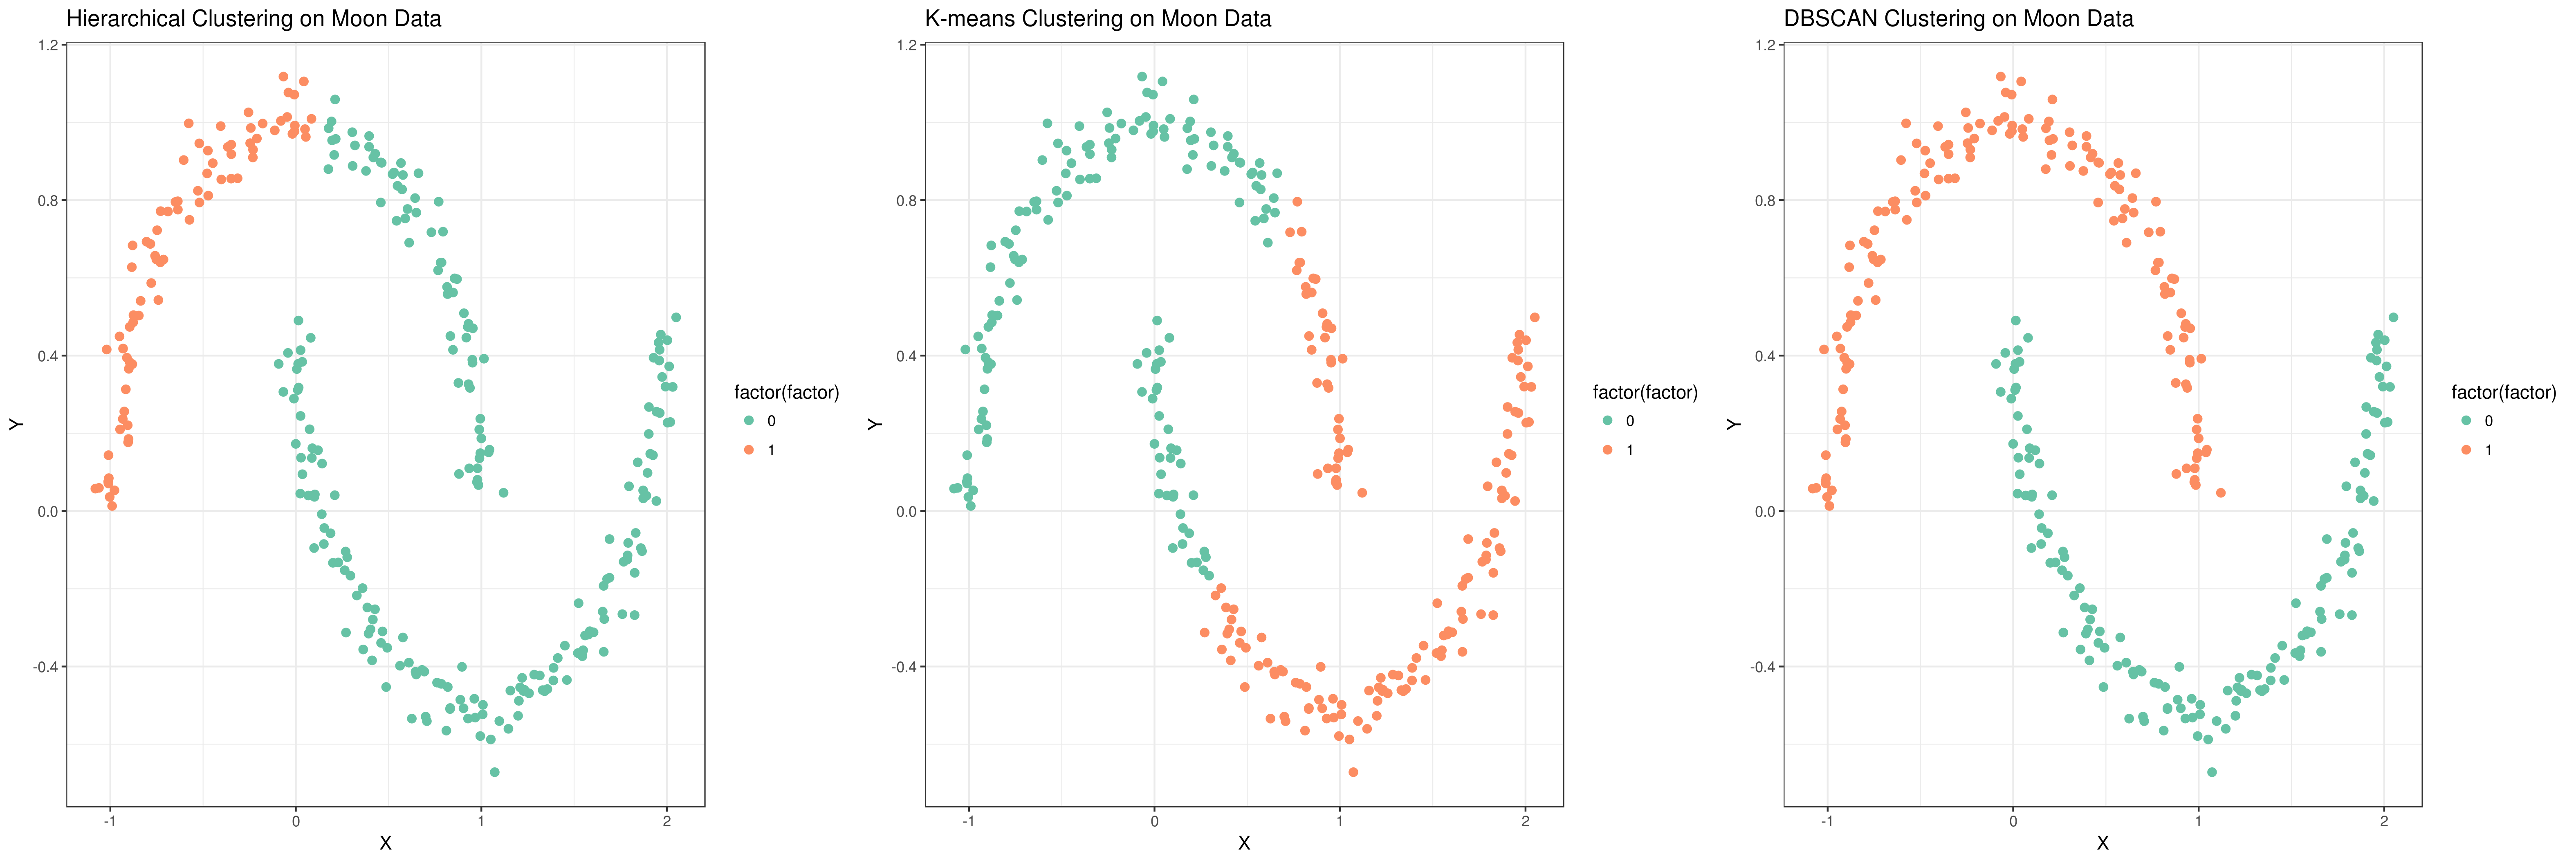 Hierarchical Clustering on Moon Data
1.2
0.8
0.4
0.0
-0.4
Y
-1 0 1 2
X
factor(factor)
0
1
K-means Clustering on Moon Data
1.2
0.8
0.4
0.0
-0.4
Y
-1 0 1 2
X
factor(factor)
0
1
DBSCAN Clustering on Moon Data
1.2
0.8
0.4
0.0
-0.4
Y
-1 0 1 2
X
factor(factor)
0
1